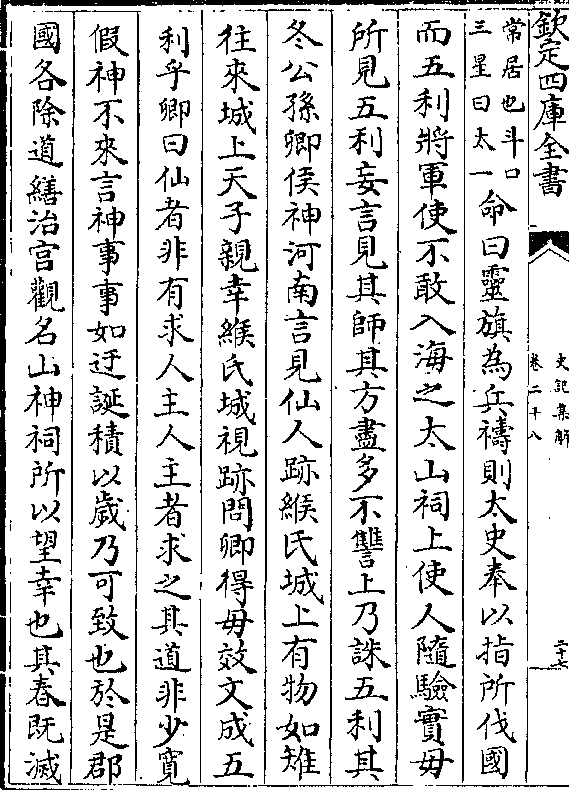 欽定四庫全書
史記集解
卷二十八
二十七
常居也斗口
三星曰太一
命曰靈旗為兵禱則太史奉以指所伐國
而五利將軍使不敢入海之太山祠上使人隨驗實毋
所見五利妄言見其師其方盡多不讐上乃誅五利其
冬公孫卿俟神河南言見仙人跡緱氏城上有物如雉
往來城上天子親幸緱氏城視跡問卿得毋效文成五
利乎卿曰仙者非有求人主人主者求之其道非少寛
假神不來言神事事如迂誕積以歲乃可致也於是郡
國各除道繕治宫觀名山神祠所以望幸也其春既滅